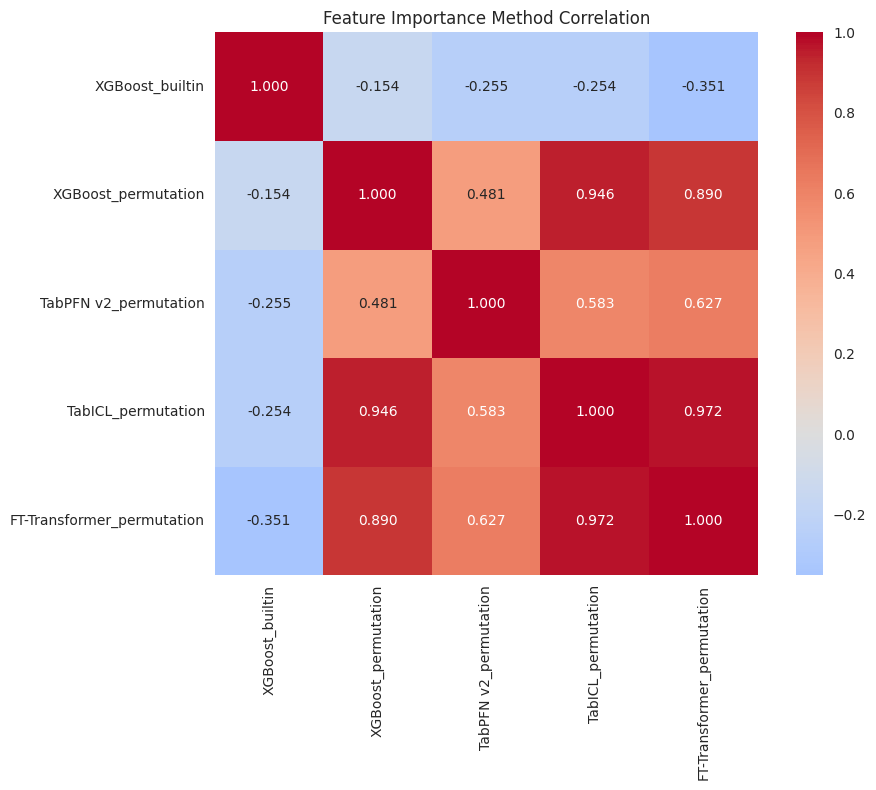 Feature Importance Method Correlation
XGBoost_builtin 1.000 -0.154 -0.255 -0.254 -0.351
XGBoost_permutation -0.154 1.000 0.481 0.946 0.890
TabPFN v2_permutation -0.255 0.481 1.000 0.583 0.627
TabICL_permutation -0.254 0.946 0.583 1.000 0.972
FT-Transformer_permutation -0.351 0.890 0.627 0.972 1.000
XGBoost_builtin
XGBoost_permutation
TabPFN v2_permutation
TabICL_permutation
FT-Transformer_permutation
1.0
0.8
0.6
0.4
0.2
0.0
−0.2